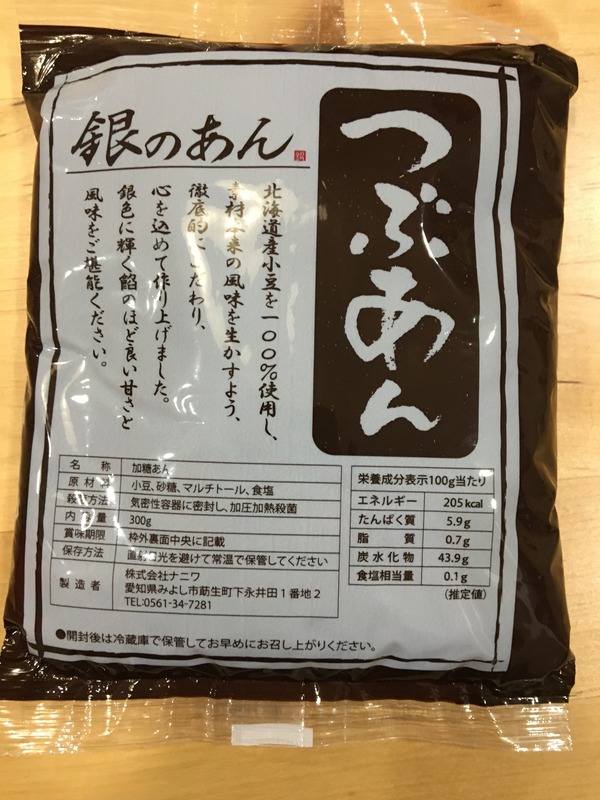 つぶあん
銀のあん
北海道産小豆を一〇〇%使用し、
素材本来の風味を生かすよう、
徹底的にこだわり、
心を込めて作り上げました。
銀色に輝く餡のほど良い甘さと
風味をご堪能ください。
名 称 加糖あん
原材料 小豆、砂糖、マルチトール、食塩
殺菌方法 気密性容器に密封し、加圧加熱殺菌
内容量 300g
賞味期限 枠外裏面中央に記載
保存方法 直射日光を避けて常温で保管してください
製造者 株式会社ナニワ
愛知県みよし市莇生町下永井田1番地2
TEL:0561-34-7281
栄養成分表示100g当たり
エネルギー 205kcal
たんぱく質 5.9g
脂 質 0.7g
炭水化物 43.9g
食塩相当量 0.1g
(推定値)
●開封後は冷蔵庫で保管してお早めにお召し上がりください。